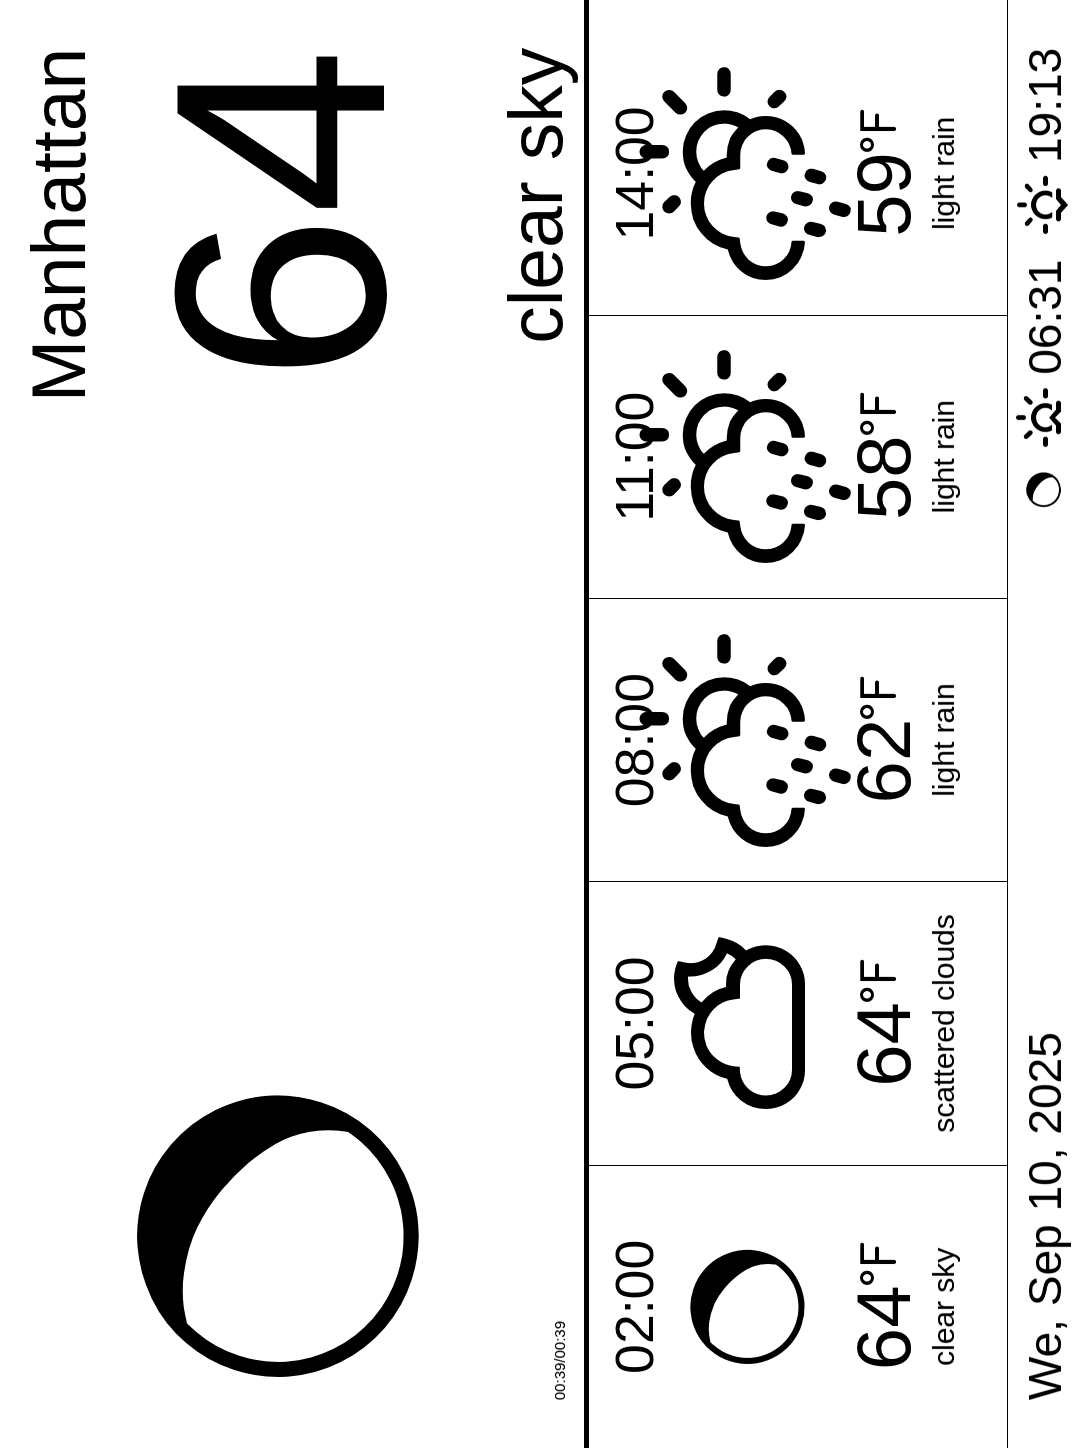 Manhattan
64
clear sky
00:39/00:39
02:00
64°F
clear sky
05:00
64°F
scattered clouds
08:00
62°F
light rain
11:00
58°F
light rain
14:00
59°F
light rain
We, Sep 10, 2025 06:31 19:13